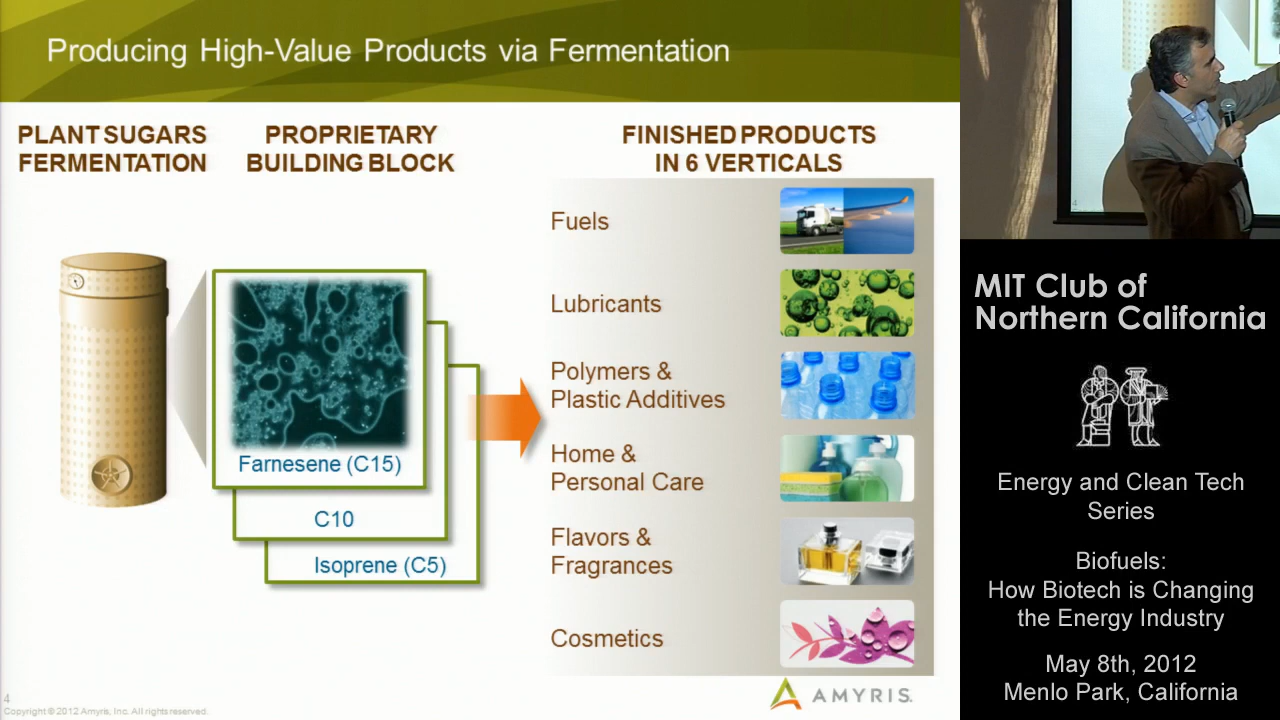 Producing High-Value Products via Fermentation
PLANT SUGARS
FERMENTATION
PROPRIETARY
BUILDING BLOCK
FINISHED PRODUCTS
IN 6 VERTICALS
Farnesene (C15)
C10
Isoprene (C5)
Fuels
Lubricants
Polymers &
Plastic Additives
Home &
Personal Care
Flavors &
Fragrances
Cosmetics
4
Copyright © 2012 Amyris, Inc. All rights reserved.
AMYRIS
4
MIT Club of
Northern California
Energy and Clean Tech
Series
Biofuels:
How Biotech is Changing
the Energy Industry
May 8th, 2012
Menlo Park, California